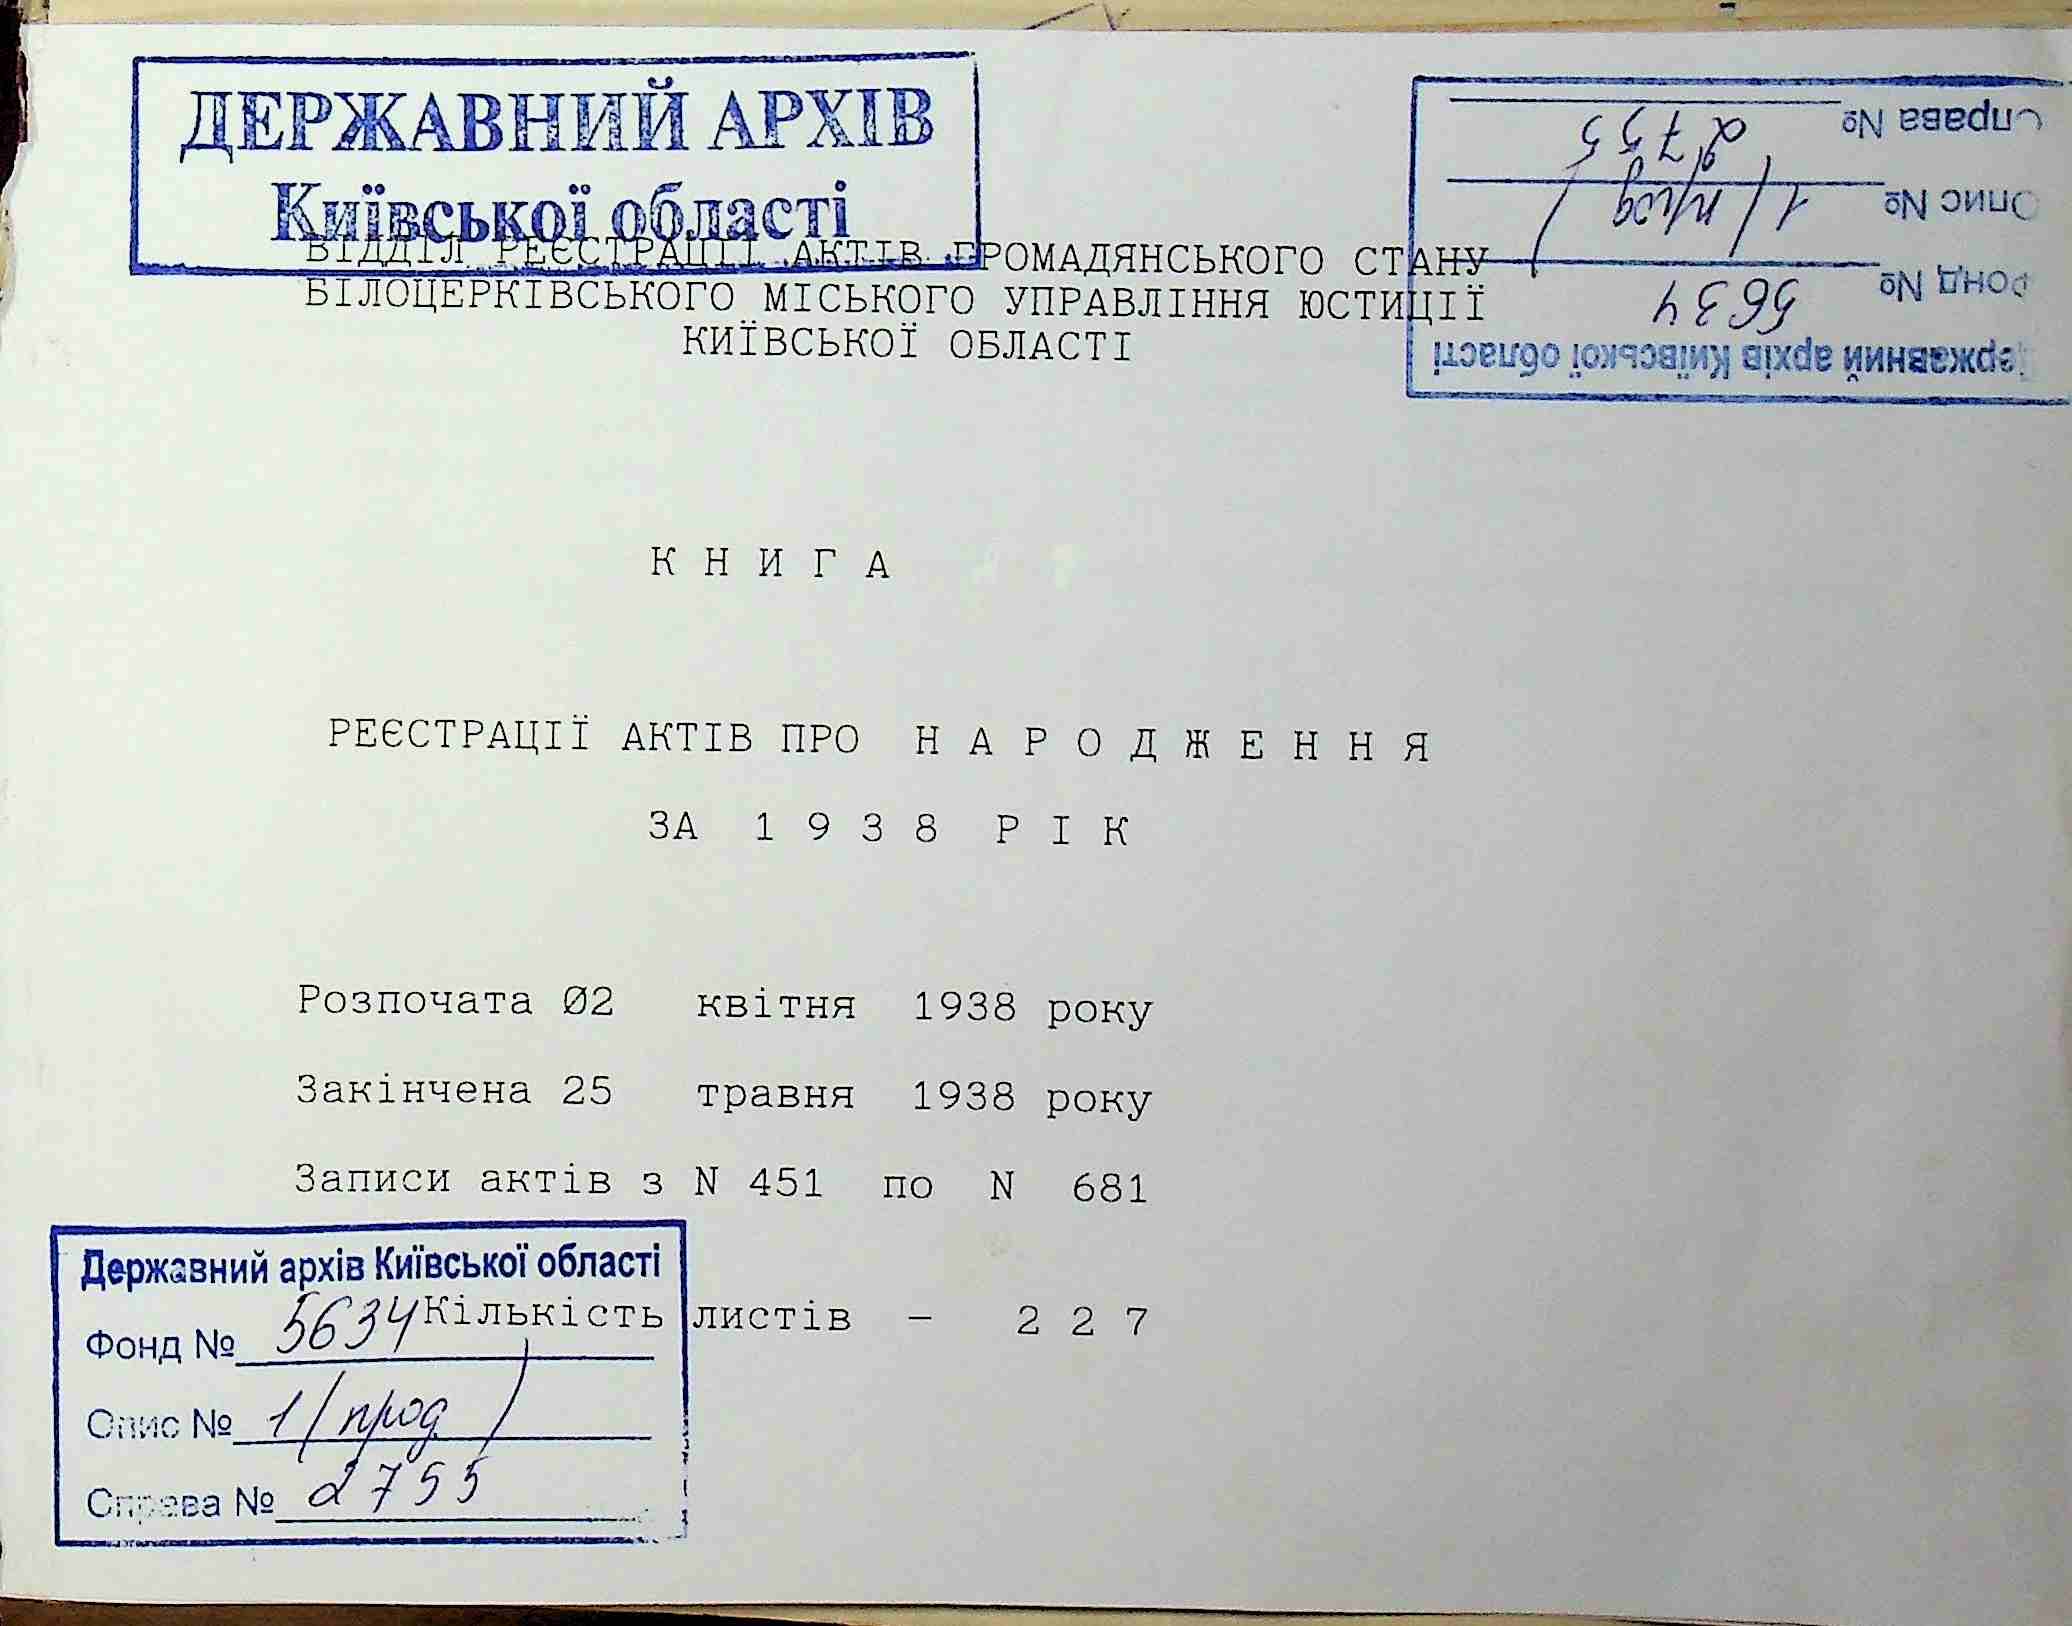 ДЕРЖАВНИЙ АРХІВ
Київської області
Справа № 2755
Опис № 1/прод/
Фонд № 5634
Державний архів Київської області
ВІДДІЛ РЕЄСТРАЦІЇ АКТІВ ГРОМАДЯНСЬКОГО СТАНУ
БІЛОЦЕРКІВСЬКОГО МІСЬКОГО УПРАВЛІННЯ ЮСТИЦІЇ
КИЇВСЬКОЇ ОБЛАСТІ
К Н И Г А
РЕЄСТРАЦІЇ АКТІВ ПРО Н А Р О Д Ж Е Н Н Я
ЗА 1 9 3 8 Р І К
Розпочата 02 квітня 1938 року
Закінчена 25 травня 1938 року
Записи актів з N 451 по N 681
Кількість листів - 2 2 7
Державний архів Київської області
Фонд № 5634
Опис № 1/прод/
Справа № 2755